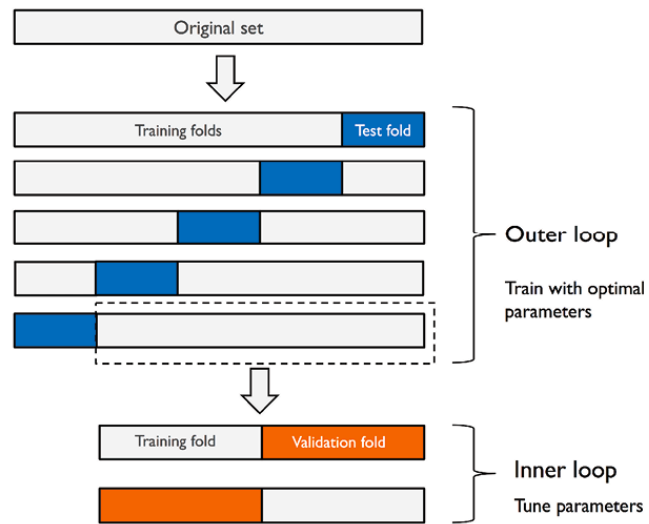 Original set
Training folds
Test fold
Outer loop
Train with optimal
parameters
Training fold
Validation fold
Inner loop
Tune parameters